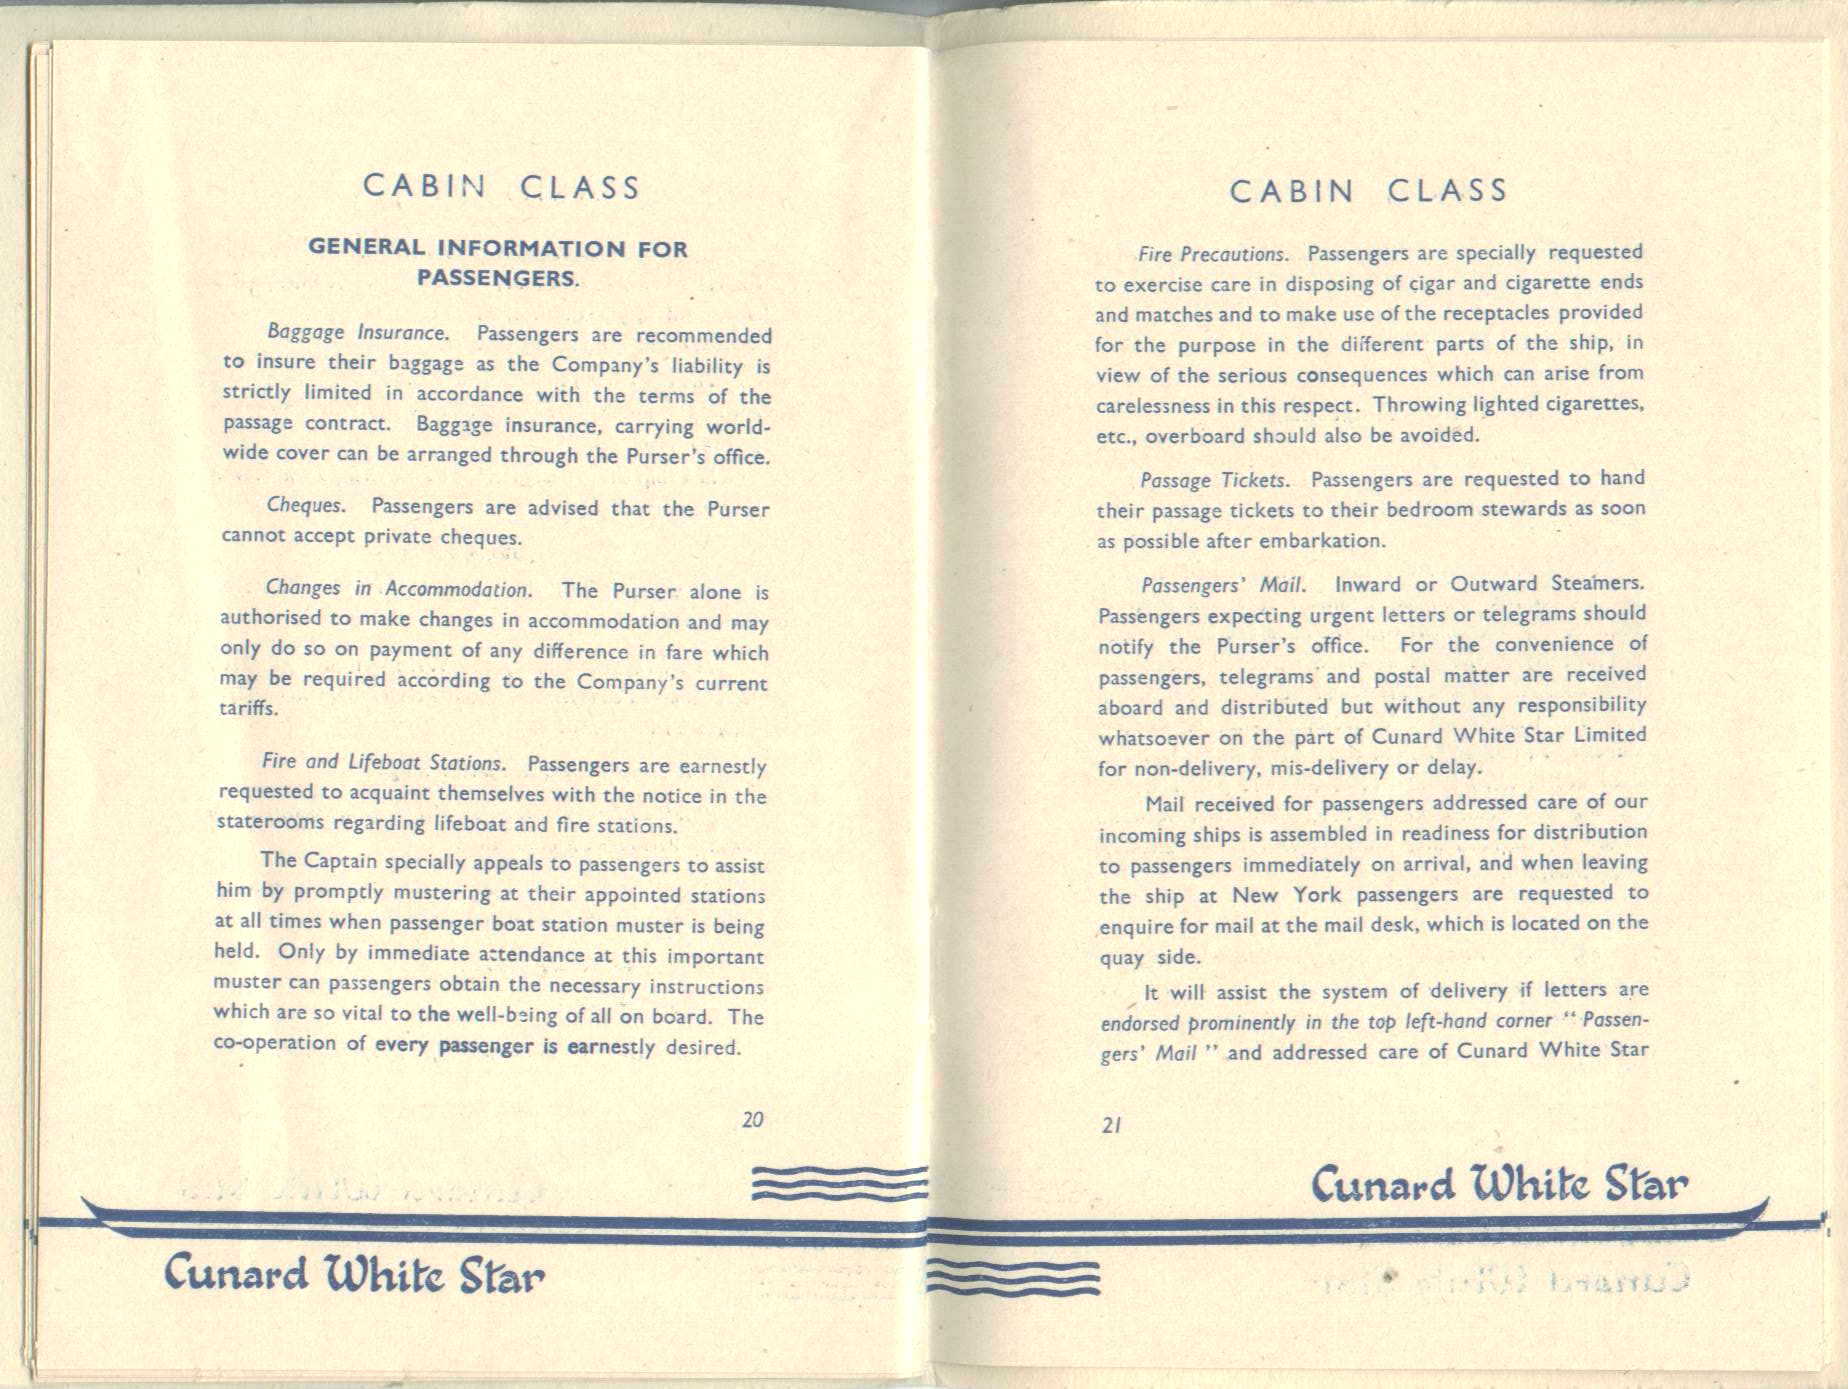 CABIN CLASS
GENERAL INFORMATION FOR
PASSENGERS.
Baggage Insurance. Passengers are recommended
to insure their baggage as the Company's liability is
strictly limited in accordance with the terms of the
passage contract. Baggage insurance, carrying world-
wide cover can be arranged through the Purser's office.
Cheques. Passengers are advised that the Purser
cannot accept private cheques.
Changes in Accommodation. The Purser alone is
authorised to make changes in accommodation and may
only do so on payment of any difference in fare which
may be required according to the Company's current
tariffs.
Fire and Lifeboat Stations. Passengers are earnestly
requested to acquaint themselves with the notice in the
staterooms regarding lifeboat and fire stations.
The Captain specially appeals to passengers to assist
him by promptly mustering at their appointed stations
at all times when passenger boat station muster is being
held. Only by immediate attendance at this important
muster can passengers obtain the necessary instructions
which are so vital to the well-being of all on board. The
co-operation of every passenger is earnestly desired.
20
Cunard White Star
CABIN CLASS
Fire Precautions. Passengers are specially requested
to exercise care in disposing of cigar and cigarette ends
and matches and to make use of the receptacles provided
for the purpose in the different parts of the ship, in
view of the serious consequences which can arise from
carelessness in this respect. Throwing lighted cigarettes,
etc., overboard should also be avoided.
Passage Tickets. Passengers are requested to hand
their passage tickets to their bedroom stewards as soon
as possible after embarkation.
Passengers' Mail. Inward or Outward Steamers.
Passengers expecting urgent letters or telegrams should
notify the Purser's office. For the convenience of
passengers, telegrams and postal matter are received
aboard and distributed but without any responsibility
whatsoever on the part of Cunard White Star Limited
for non-delivery, mis-delivery or delay.
Mail received for passengers addressed care of our
incoming ships is assembled in readiness for distribution
to passengers immediately on arrival, and when leaving
the ship at New York passengers are requested to
enquire for mail at the mail desk, which is located on the
quay side.
It will assist the system of delivery if letters are
endorsed prominently in the top left-hand corner " Passen-
gers' Mail " and addressed care of Cunard White Star
21
Cunard White Star